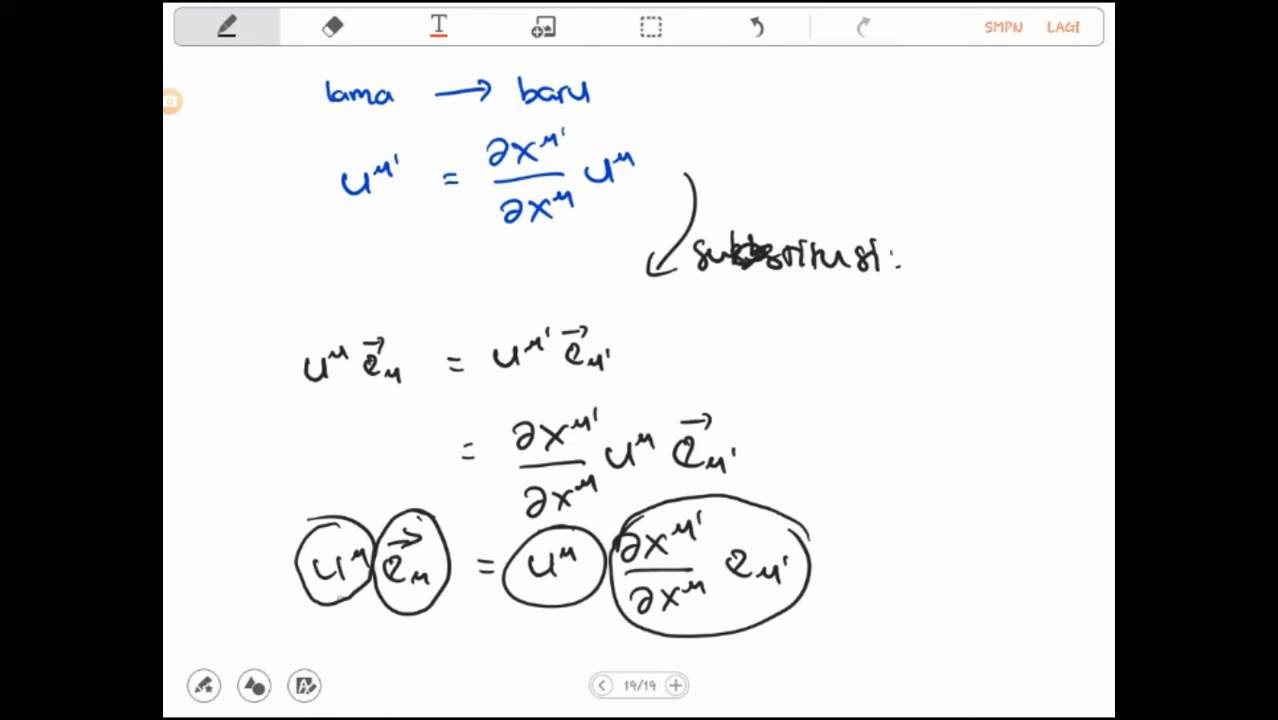 T SMPN LAGI
lama → baru
U^μ' = ∂x^μ'/∂x^μ U^μ
substitusi:
U^μ e⃗_μ = U^μ' e⃗_μ'
= ∂x^μ'/∂x^μ U^μ e⃗_μ'
U^μ e⃗_μ = U^μ ∂x^μ'/∂x^μ e_μ'
19/19